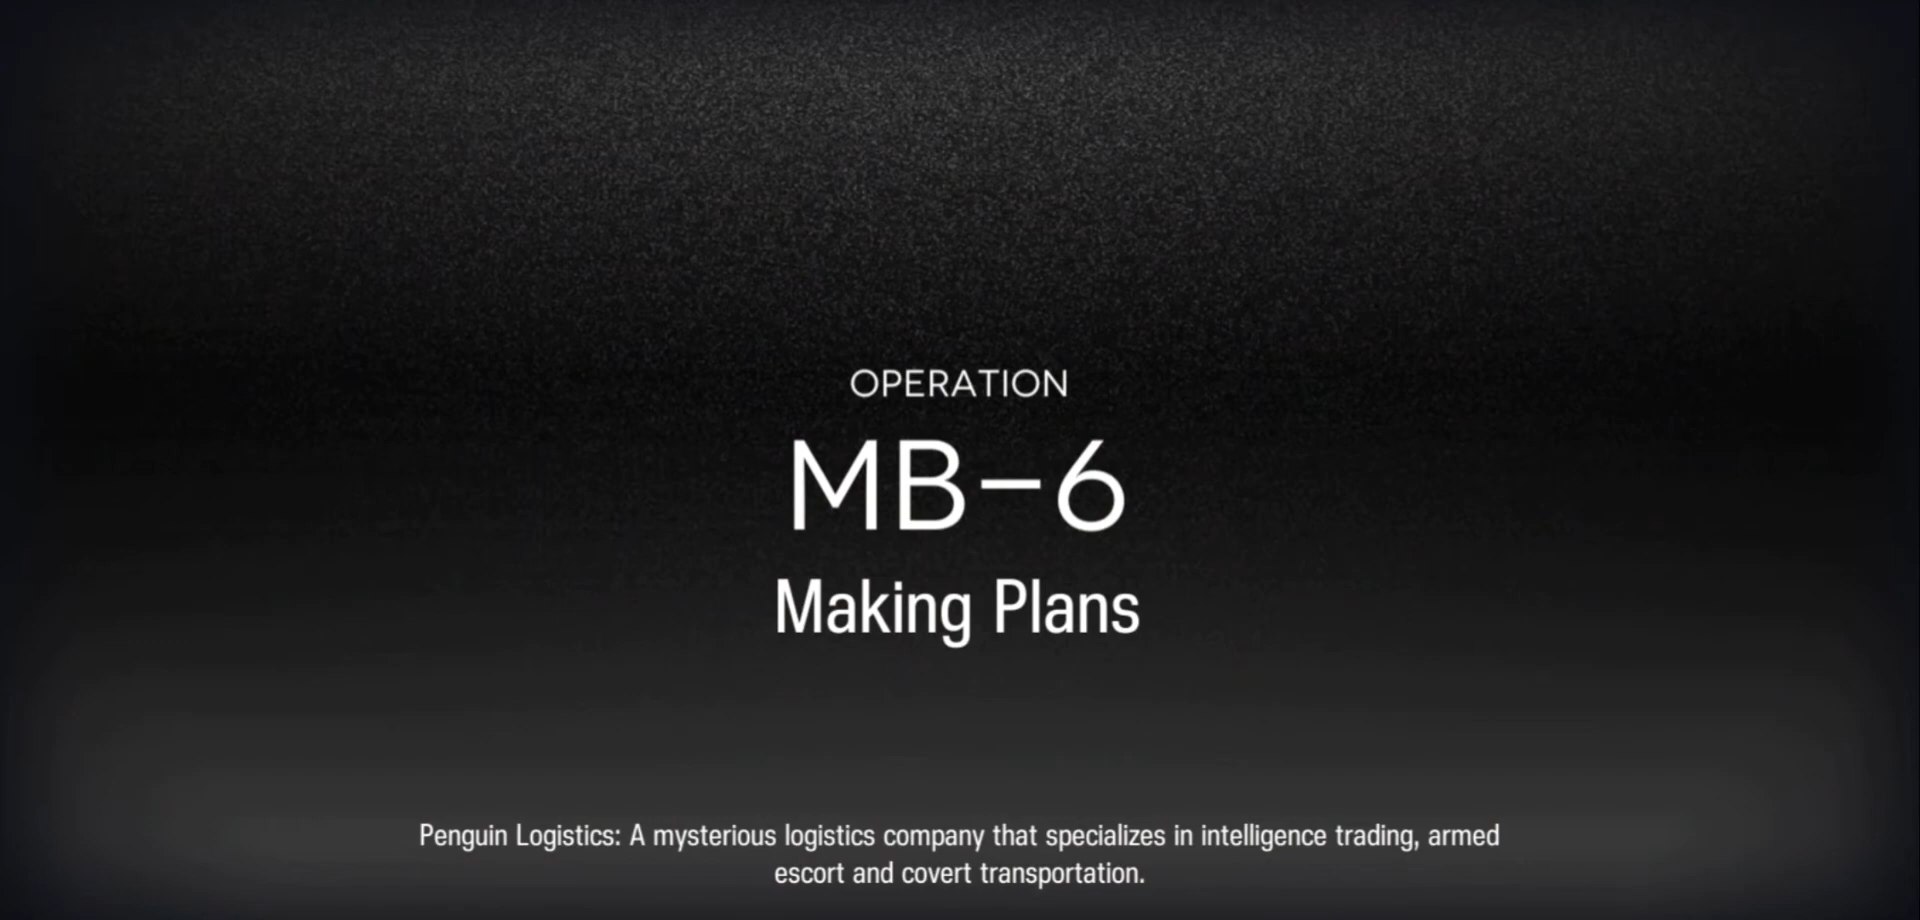 OPERATION
MB-6
Making Plans
Penguin Logistics: A mysterious logistics company that specializes in intelligence trading, armed
escort and covert transportation.